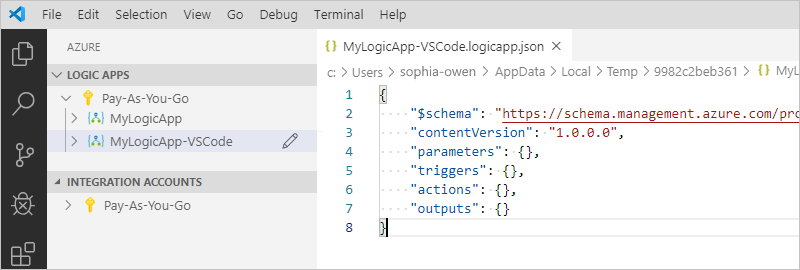 File Edit Selection View Go Debug Terminal Help
AZURE
LOGIC APPS
Pay-As-You-Go
MyLogicApp
MyLogicApp-VSCode
INTEGRATION ACCOUNTS
Pay-As-You-Go
{} MyLogicApp-VSCode.logicapp.json ×
c: > Users > sophia-owen > AppData > Local > Temp > 9982c2beb361 > {} MyL
1 {
2 "$schema": "https://schema.management.azure.com/pro
3 "contentVersion": "1.0.0.0",
4 "parameters": {},
5 "triggers": {},
6 "actions": {},
7 "outputs": {}
8 }